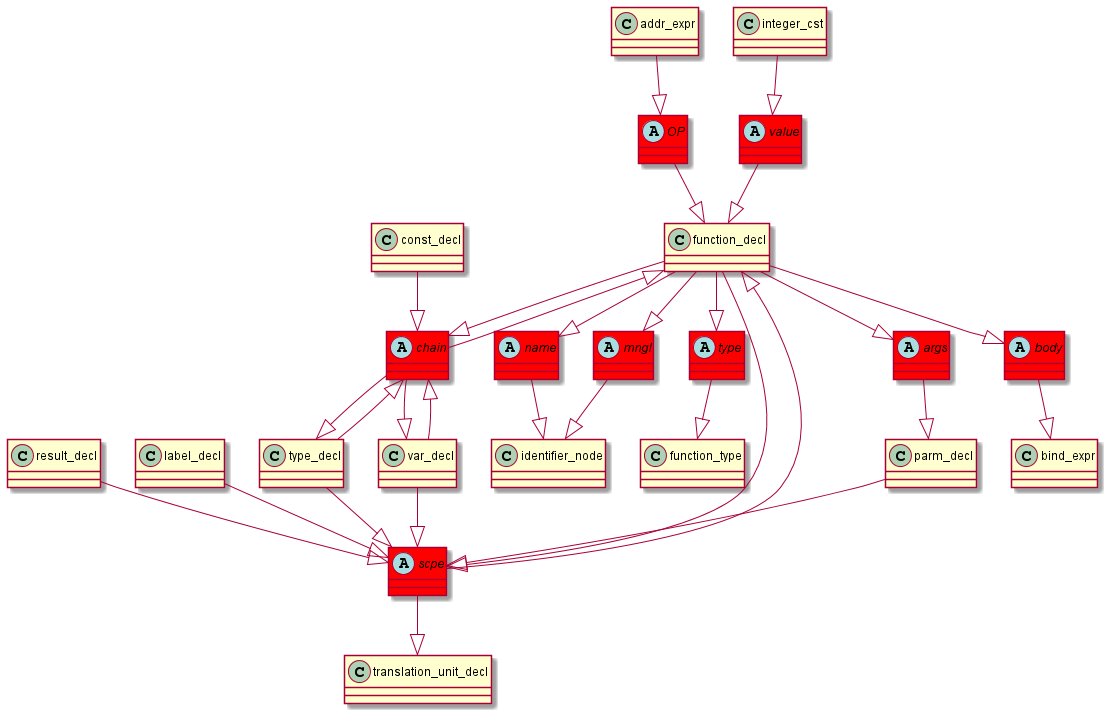 C addr_expr
C integer_cst
A OP
A value
C const_decl
C function_decl
A chain
A name
A mngl
A type
A args
A body
C result_decl
C label_decl
C type_decl
C var_decl
C identifier_node
C function_type
C parm_decl
C bind_expr
A scpe
C translation_unit_decl